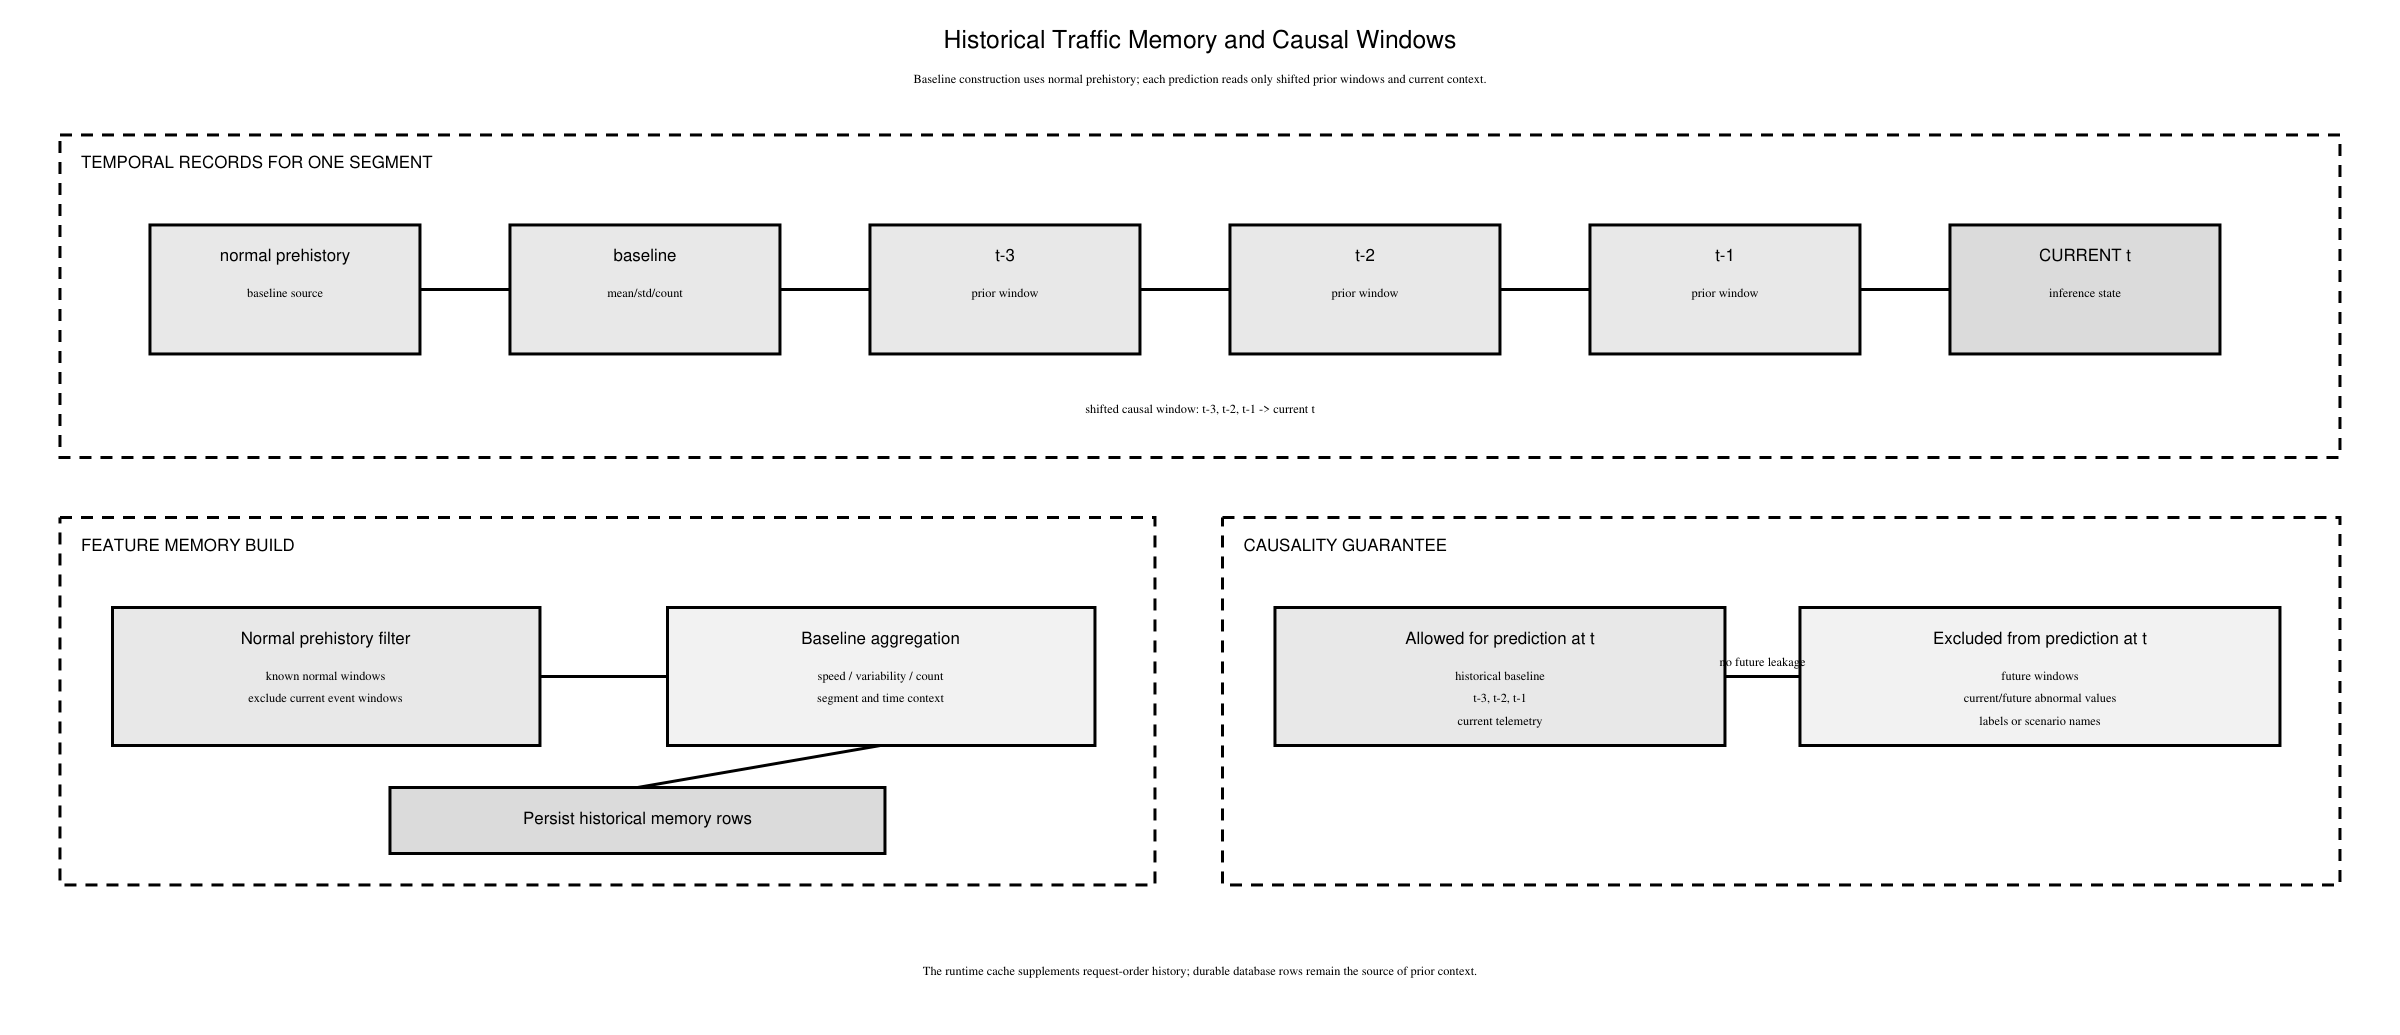 Historical Traffic Memory and Causal Windows
Baseline construction uses normal prehistory; each prediction reads only shifted prior windows and current context.
TEMPORAL RECORDS FOR ONE SEGMENT
normal prehistory
baseline source
baseline
mean/std/count
t-3
prior window
t-2
prior window
t-1
prior window
CURRENT t
inference state
shifted causal window: t-3, t-2, t-1 -> current t
FEATURE MEMORY BUILD
Normal prehistory filter
known normal windows
exclude current event windows
Baseline aggregation
speed / variability / count
segment and time context
Persist historical memory rows
CAUSALITY GUARANTEE
Allowed for prediction at t
historical baseline
t-3, t-2, t-1
current telemetry
no future leakage
Excluded from prediction at t
future windows
current/future abnormal values
labels or scenario names
The runtime cache supplements request-order history; durable database rows remain the source of prior context.